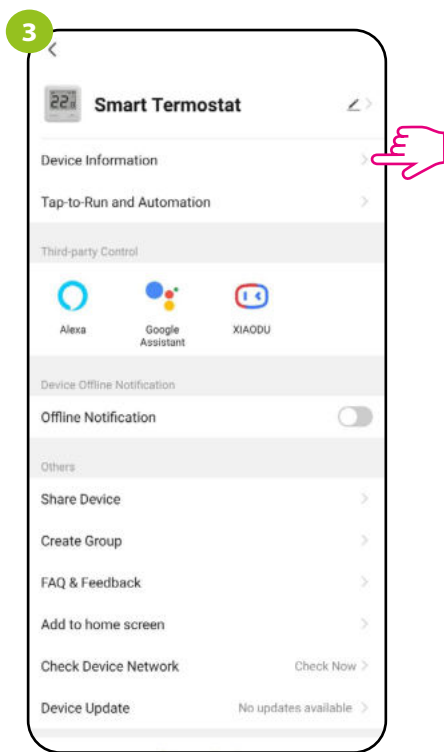 3
22
Smart Termostat
Device Information
Tap-to-Run and Automation
Third-party Control
Alexa
Google Assistant
XIAODU
Device Offline Notification
Offline Notification
Others
Share Device
Create Group
FAQ & Feedback
Add to home screen
Check Device Network Check Now
Device Update No updates available